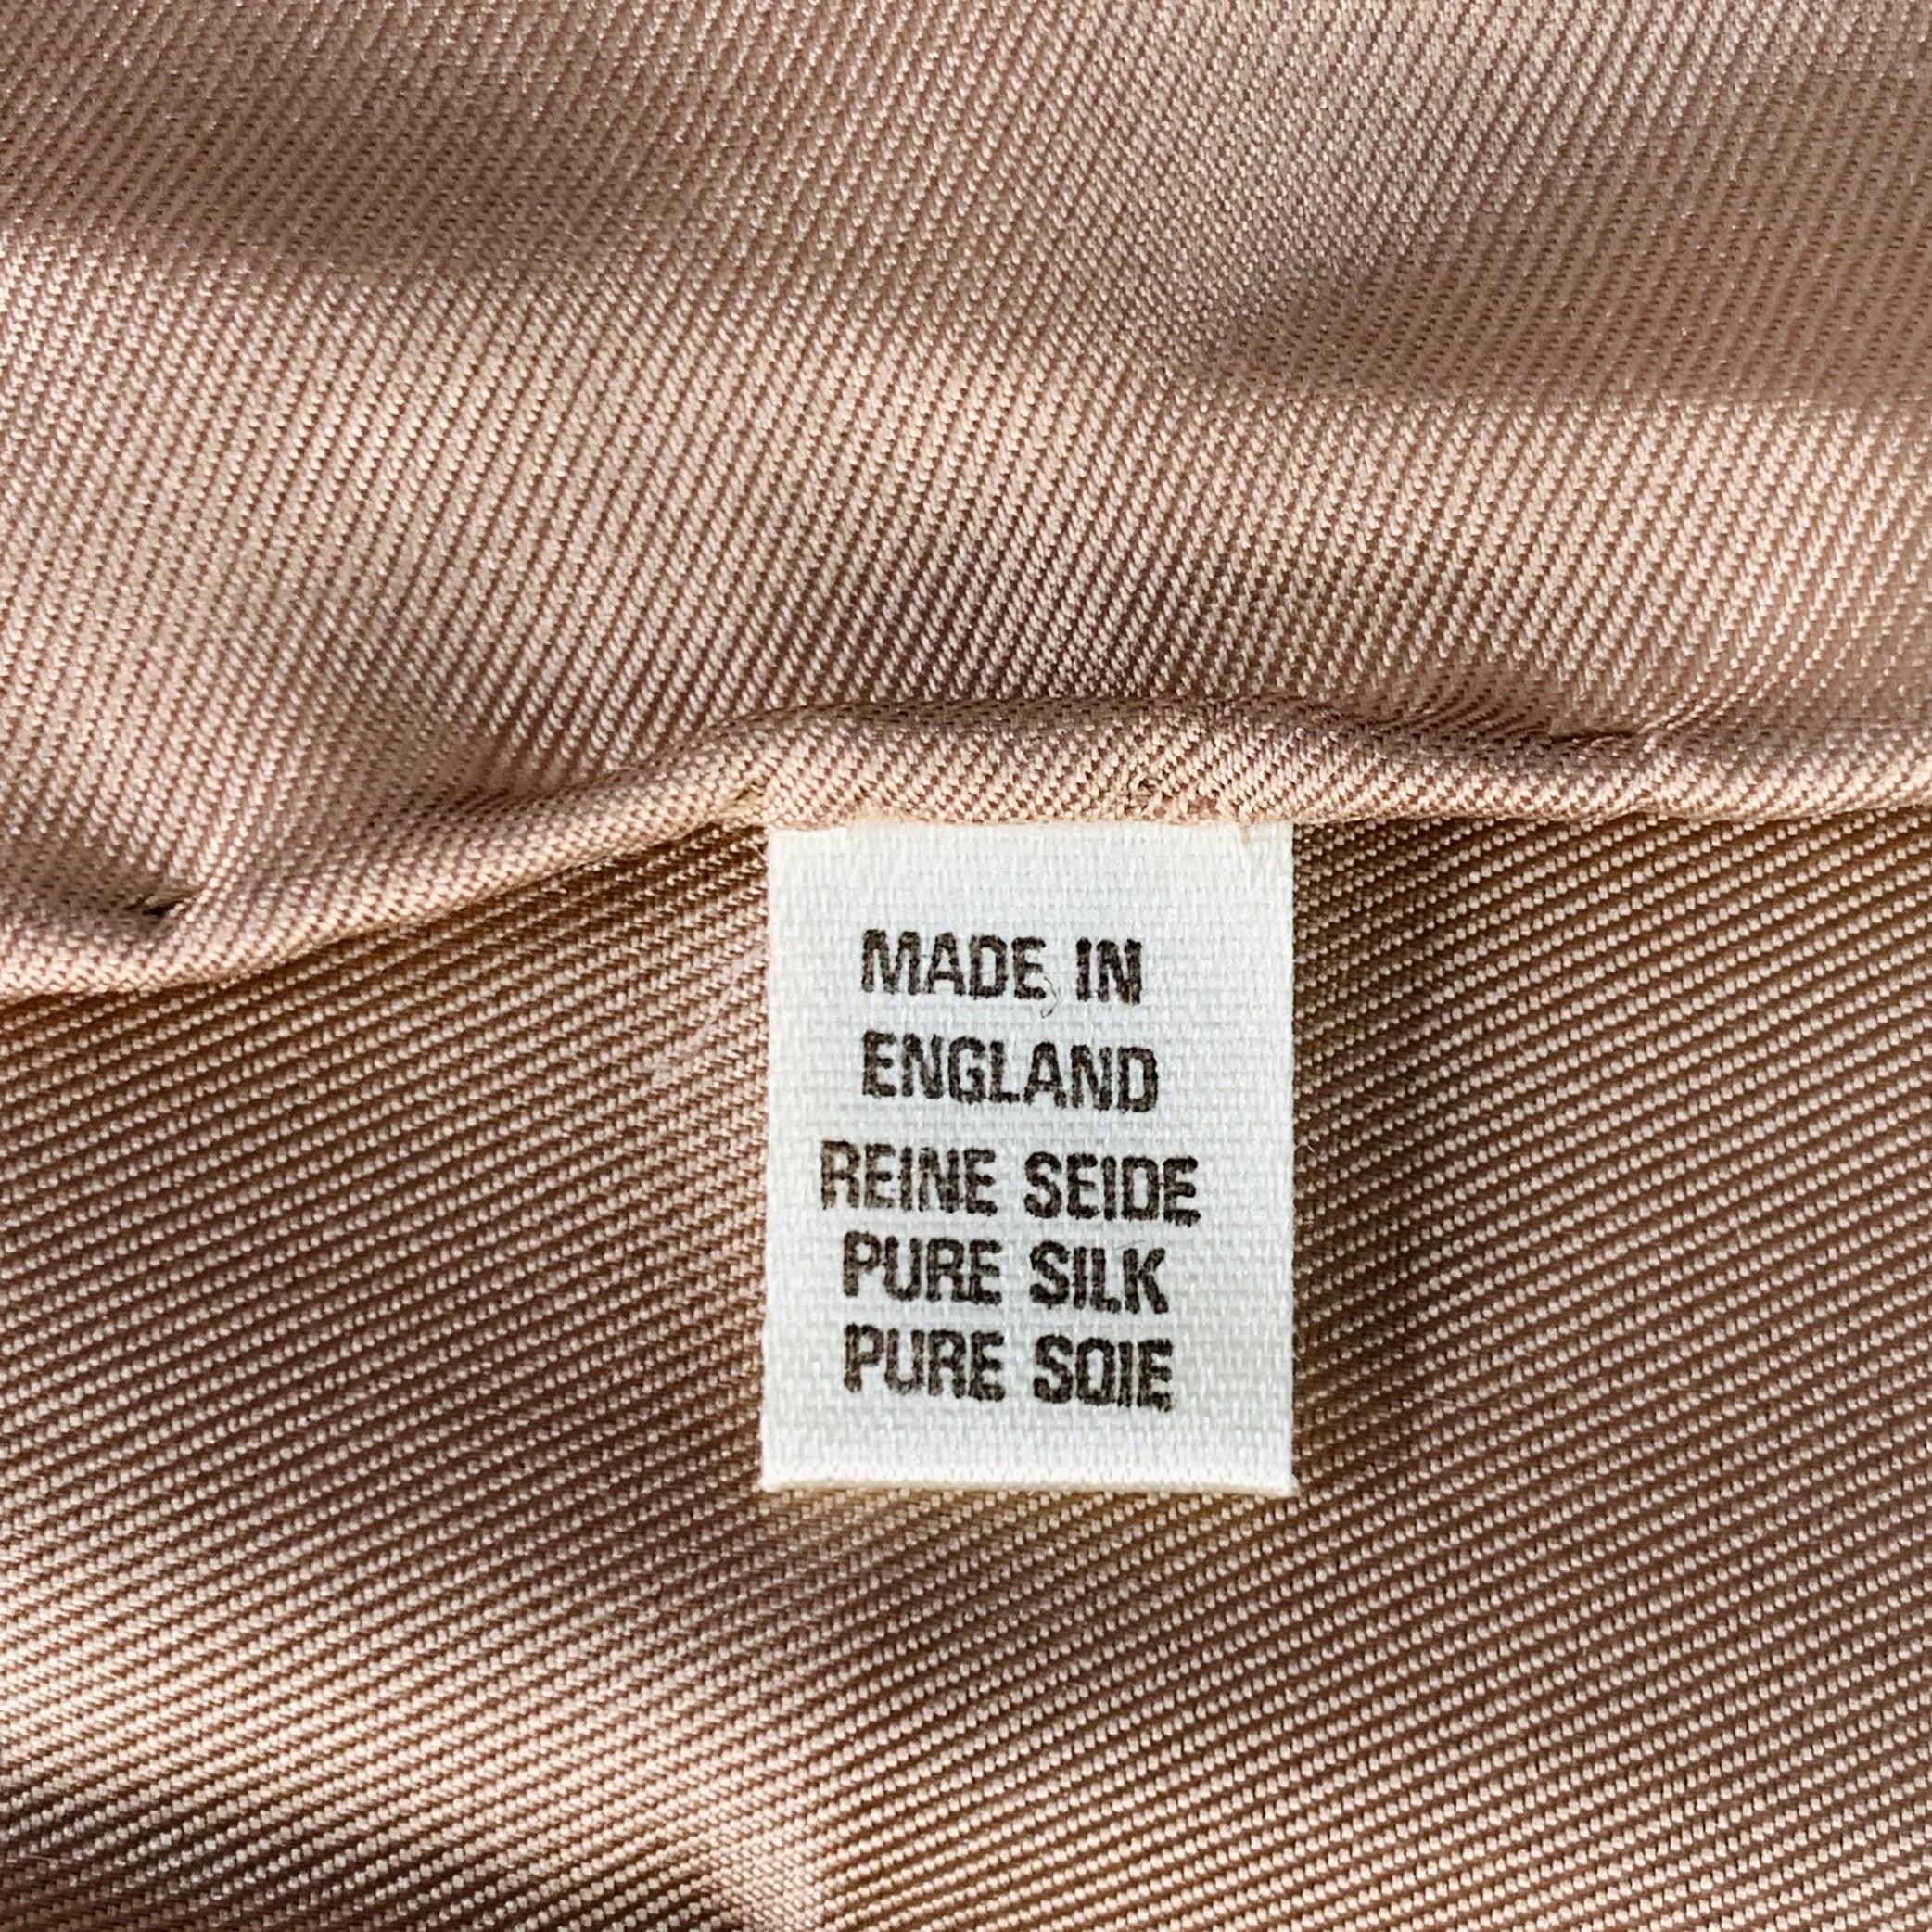 MADE IN
ENGLAND
REINE SEIDE
PURE SILK
PURE SOIE